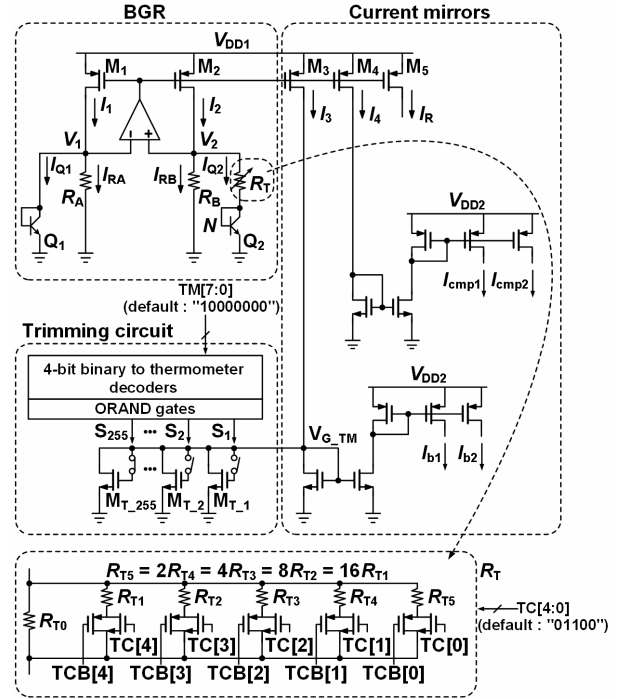 BGR
Current mirrors
VDD1
M1
M2
M3
M4
M5
I1
I2
I3
I4
IR
V1
V2
IQ1
IRA
IRB
IQ2
RA
RB
RT
N
Q1
Q2
VDD2
Icmp1
Icmp2
TM[7:0]
(default : "10000000")
Trimming circuit
4-bit binary to thermometer
decoders
ORAND gates
S255 ••• S2 S1
VG_TM
•••
MT_255
MT_2
MT_1
VDD2
Ib1
Ib2
RT5 = 2RT4 = 4RT3 = 8RT2 = 16RT1
RT
RT0
RT1
RT2
RT3
RT4
RT5
TC[4:0]
(default : "01100")
TC[4]
TC[3]
TC[2]
TC[1]
TC[0]
TCB[4]
TCB[3]
TCB[2]
TCB[1]
TCB[0]